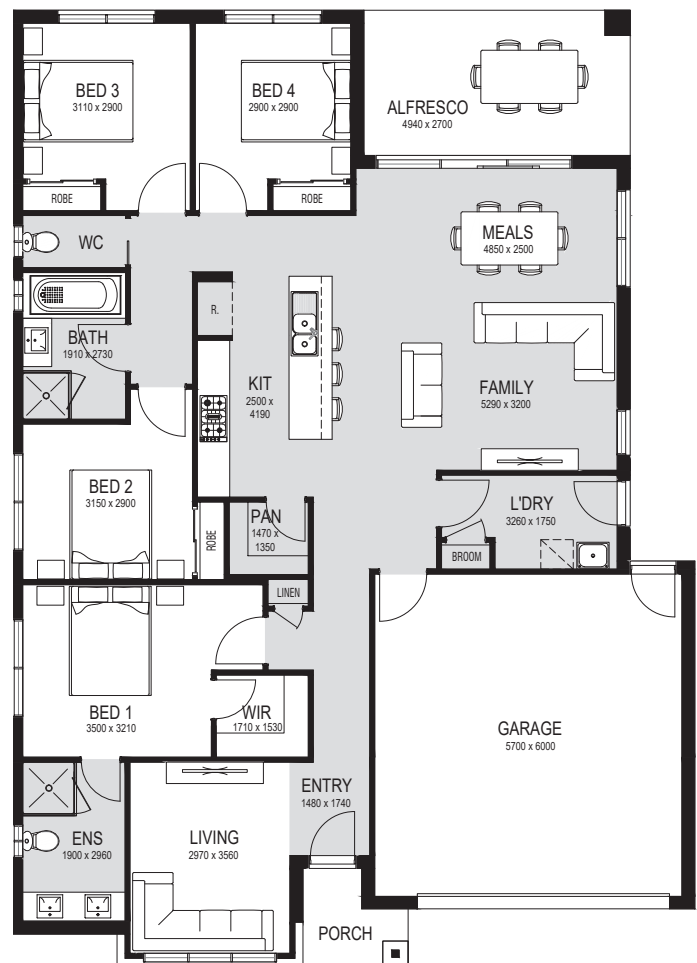 BED 3
3110 x 2900
BED 4
2900 x 2900
ALFRESCO
4940 x 2700
ROBE
ROBE
WC
MEALS
4850 x 2500
R.
BATH
1910 x 2730
KIT
2500 x
4190
FAMILY
5290 x 3200
BED 2
3150 x 2900
ROBE
PAN
1470 x
1350
L'DRY
3260 x 1750
BROOM
LINEN
BED 1
3500 x 3210
WIR
1710 x 1530
GARAGE
5700 x 6000
ENTRY
1480 x 1740
ENS
1900 x 2960
LIVING
2970 x 3560
PORCH